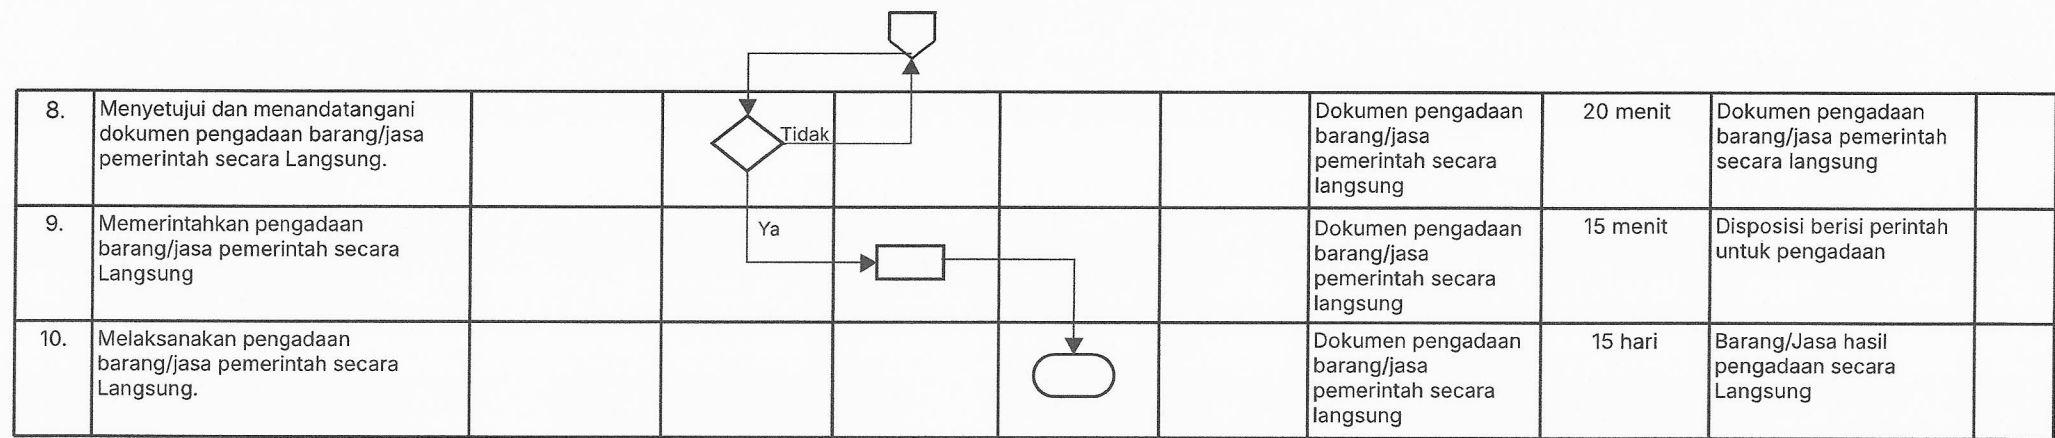 8.
Menyetujui dan menandatangani
dokumen pengadaan barang/jasa
pemerintah secara Langsung.
Tidak
Dokumen pengadaan
barang/jasa
pemerintah secara
langsung
20 menit
Dokumen pengadaan
barang/jasa pemerintah
secara langsung
9.
Memerintahkan pengadaan
barang/jasa pemerintah secara
Langsung
Ya
Dokumen pengadaan
barang/jasa
pemerintah secara
langsung
15 menit
Disposisi berisi perintah
untuk pengadaan
10.
Melaksanakan pengadaan
barang/jasa pemerintah secara
Langsung.
Dokumen pengadaan
barang/jasa
pemerintah secara
langsung
15 hari
Barang/Jasa hasil
pengadaan secara
Langsung